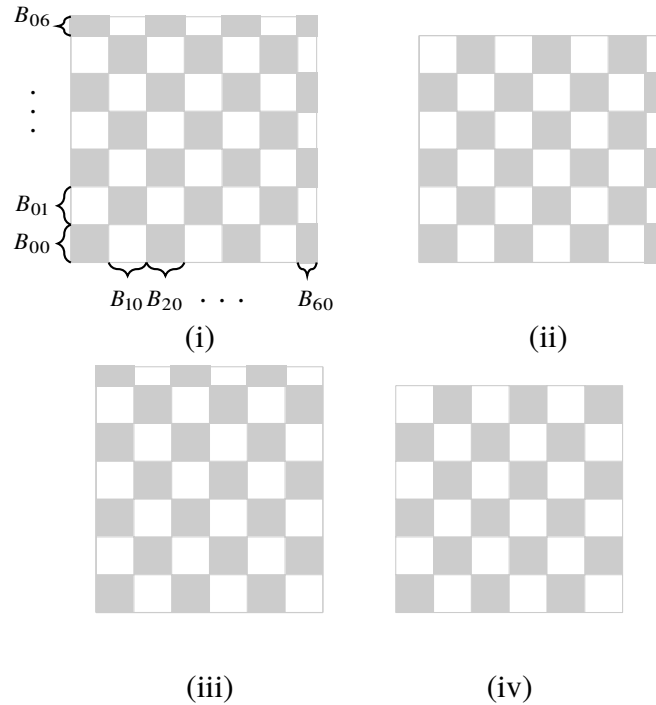 B06
B01
B00
B10 B20 . . . B60
(i) (ii)
(iii) (iv)